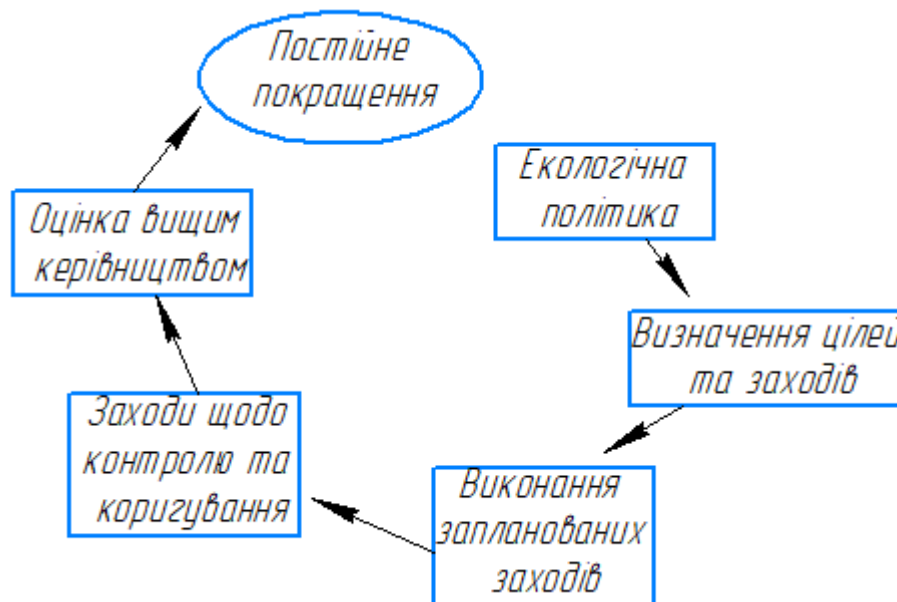 Постійне
покращення
Екологічна
політика
Оцінка вищим
керівництвом
Визначення цілей
та заходів
Заходи щодо
контролю та
коригування
Виконання
запланованих
заходів